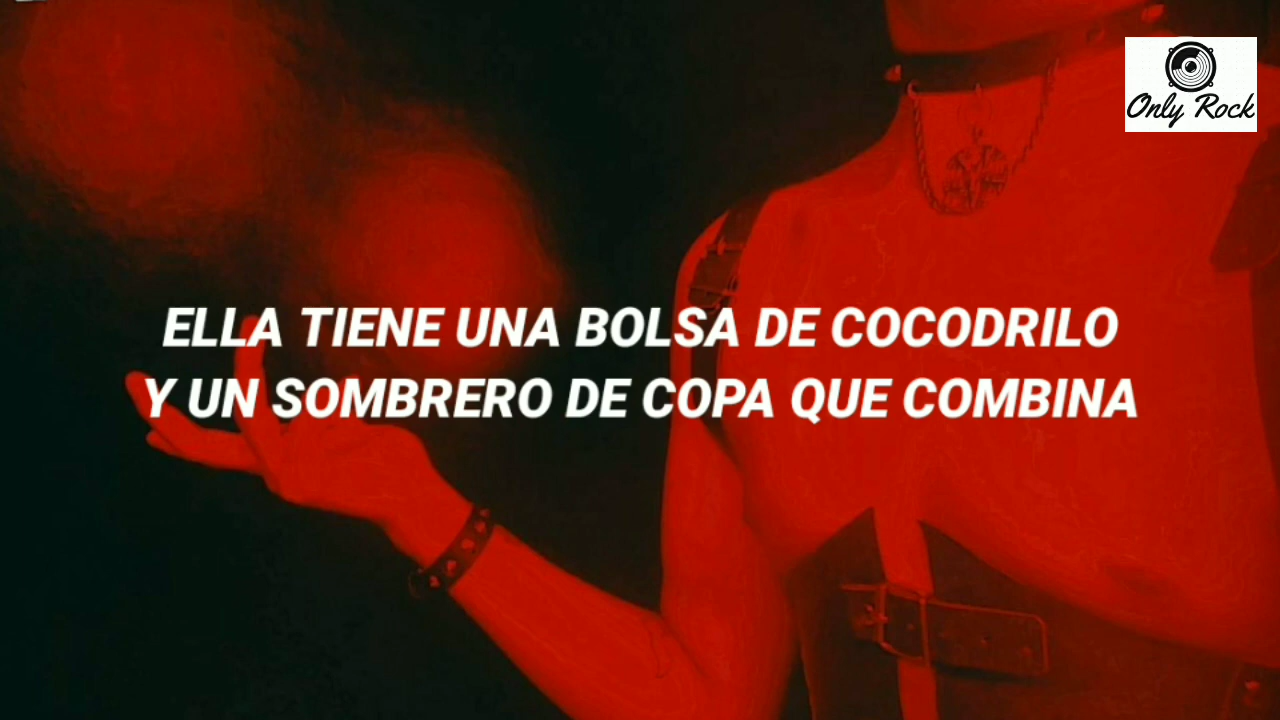 Only Rock
ELLA TIENE UNA BOLSA DE COCODRILO
Y UN SOMBRERO DE COPA QUE COMBINA